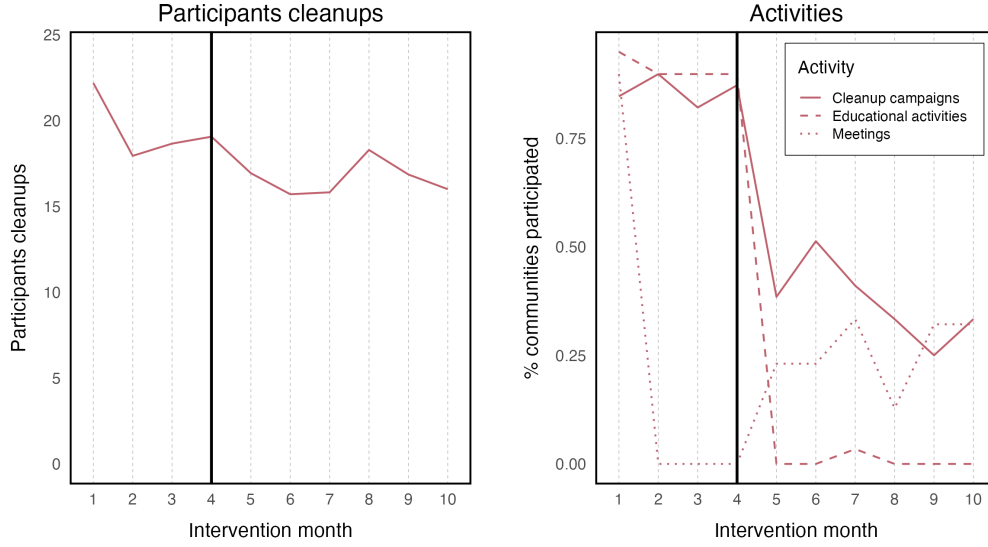 Participants cleanups
Participants cleanups
25
20
15
10
5
0
1 2 3 4 5 6 7 8 9 10
Intervention month
Activities
% communities participated
0.75
0.50
0.25
0.00
Activity
Cleanup campaigns
Educational activities
Meetings
1 2 3 4 5 6 7 8 9 10
Intervention month